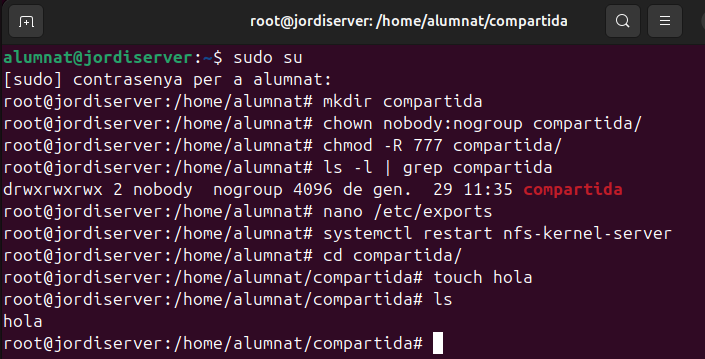 root@jordiserver: /home/alumnat/compartida
alumnat@jordiserver:~$ sudo su
[sudo] contrasenya per a alumnat:
root@jordiserver:/home/alumnat# mkdir compartida
root@jordiserver:/home/alumnat# chown nobody:nogroup compartida/
root@jordiserver:/home/alumnat# chmod -R 777 compartida/
root@jordiserver:/home/alumnat# ls -l | grep compartida
drwxrwxrwx 2 nobody  nogroup 4096 de gen.  29 11:35 compartida
root@jordiserver:/home/alumnat# nano /etc/exports
root@jordiserver:/home/alumnat# systemctl restart nfs-kernel-server
root@jordiserver:/home/alumnat# cd compartida/
root@jordiserver:/home/alumnat/compartida# touch hola
root@jordiserver:/home/alumnat/compartida# ls
hola
root@jordiserver:/home/alumnat/compartida#